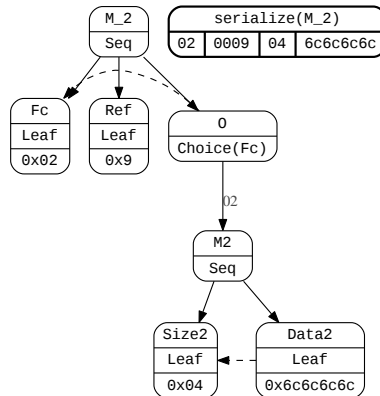 M_2
Seq
serialize(M_2)
02 0009 04 6c6c6c6c
Fc
Leaf
0x02
Ref
Leaf
0x9
O
Choice(Fc)
02
M2
Seq
Size2
Leaf
0x04
Data2
Leaf
0x6c6c6c6c